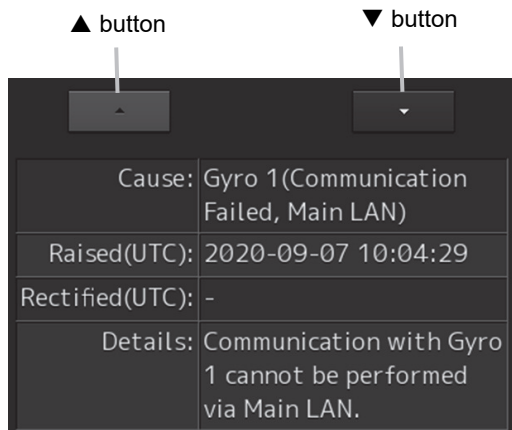 ▲ button
▼ button
Cause: Gyro 1(Communication
Failed, Main LAN)
Raised(UTC): 2020-09-07 10:04:29
Rectified(UTC): -
Details: Communication with Gyro
1 cannot be performed
via Main LAN.